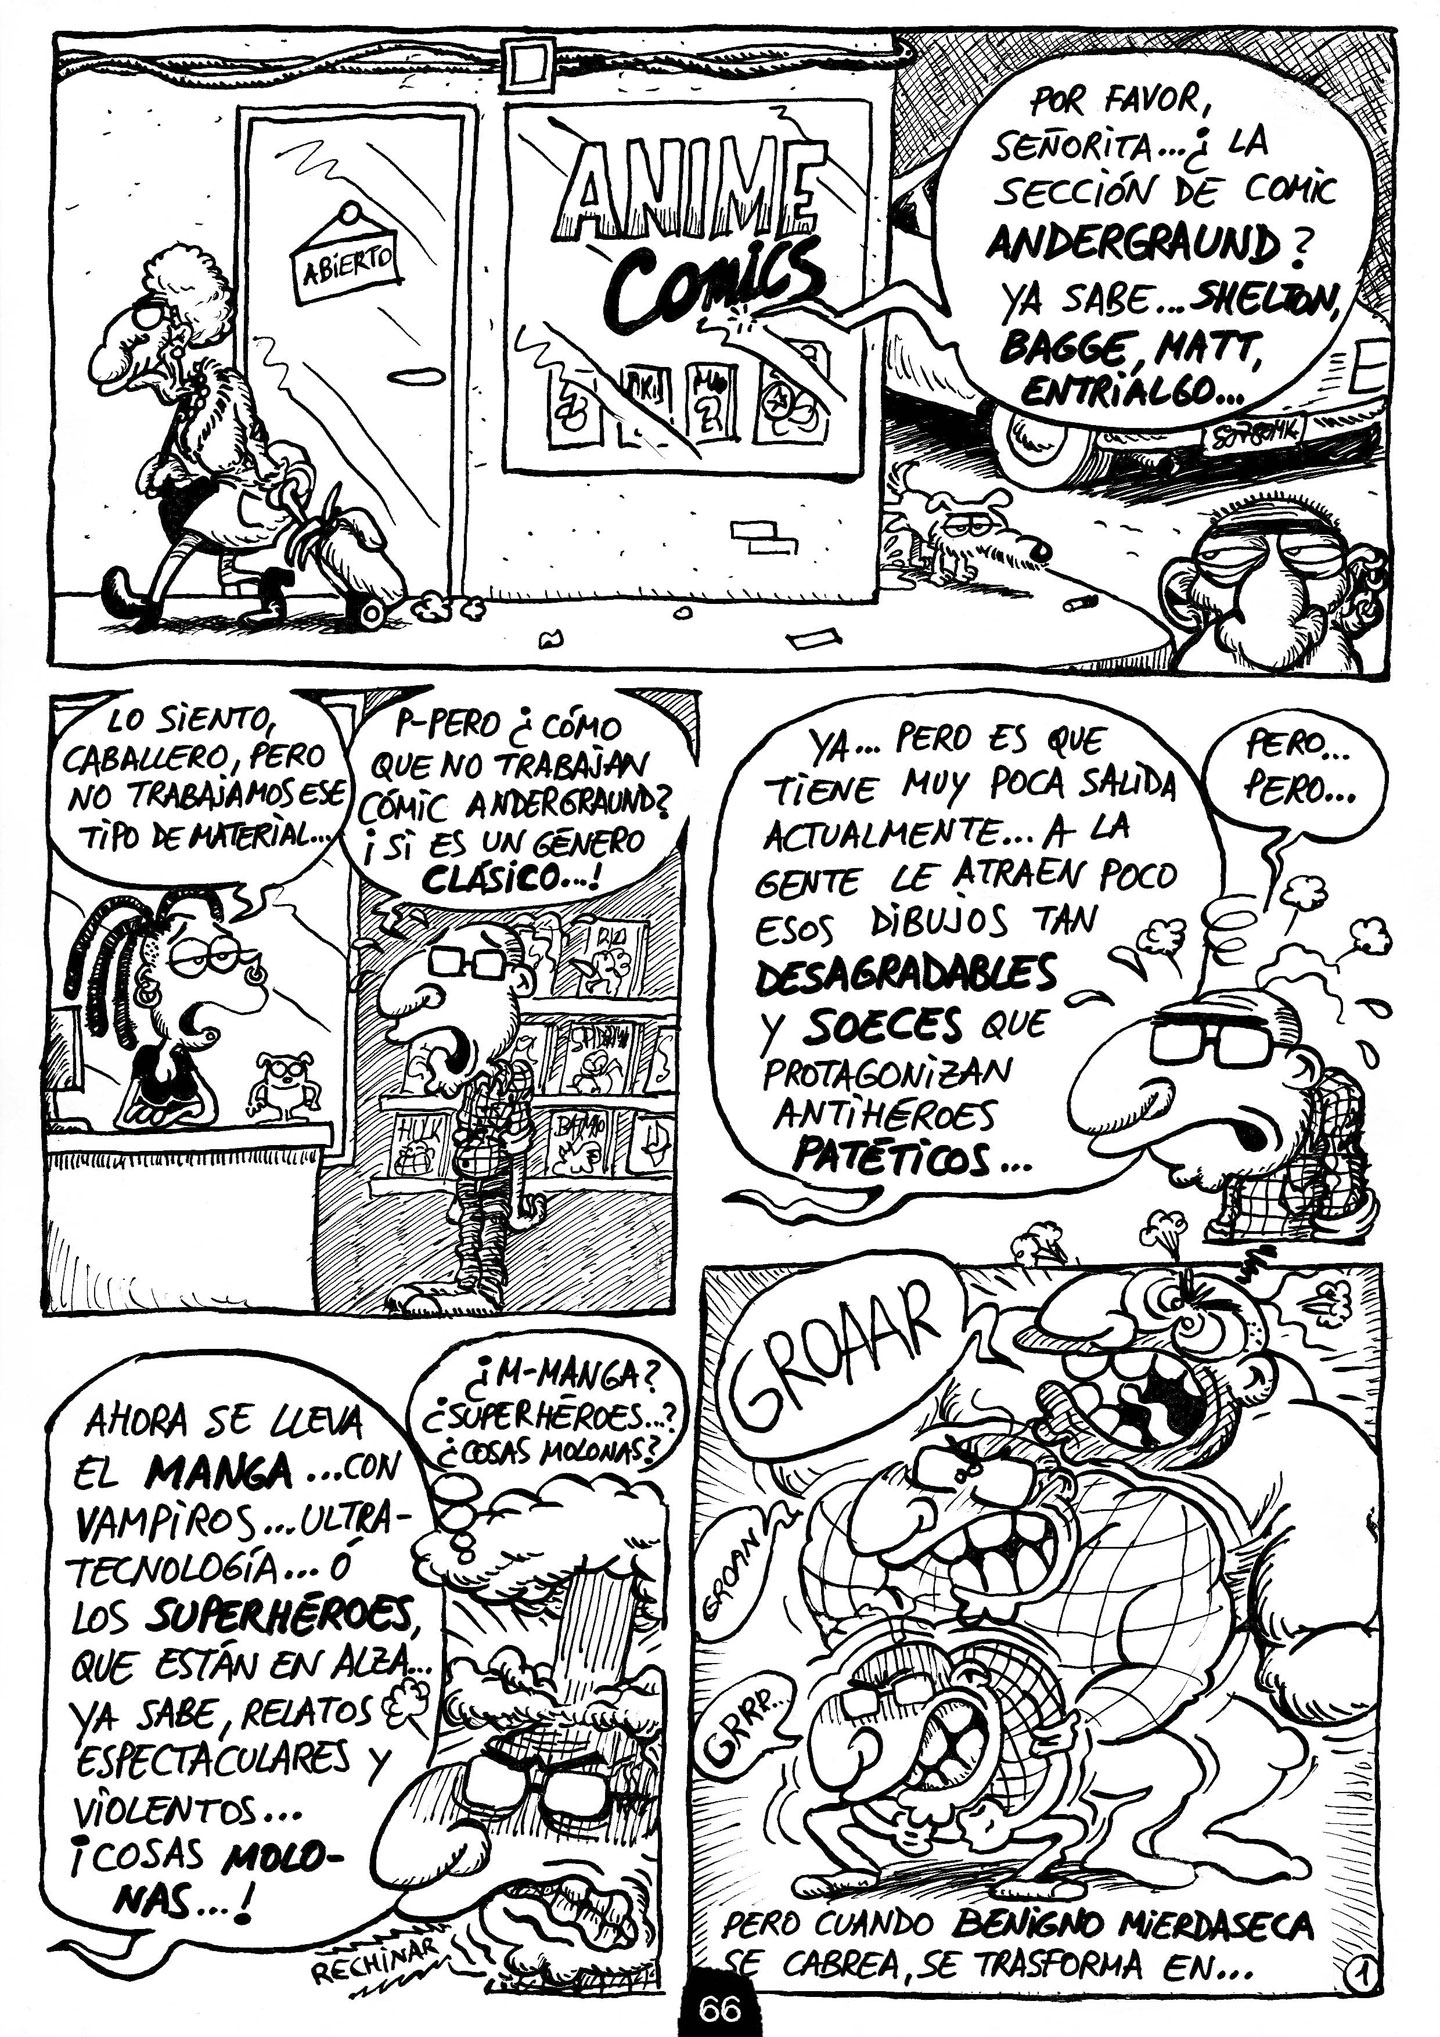 ABIERTO
ANIME
COMICS
POR FAVOR,
SEÑORITA...¿ LA
SECCIÓN DE COMIC
ANDERGRAUND?
YA SABE...SHELTON,
BAGGE, MATT,
ENTRIALGO...
LO SIENTO,
CABALLERO, PERO
NO TRABAJAMOS ESE
TIPO DE MATERIAL...
P-PERO ¿CÓMO
QUE NO TRABAJAN
CÓMIC ANDERGRAUND?
¡SI ES UN GÉNERO
CLÁSICO...!
HULK
YA... PERO ES QUE
TIENE MUY POCA SALIDA
ACTUALMENTE... A LA
GENTE LE ATRAEN POCO
ESOS DIBUJOS TAN
DESAGRADABLES
Y SOECES QUE
PROTAGONIZAN
ANTIHÉROES
PATÉTICOS...
PERO...
PERO...
AHORA SE LLEVA
EL MANGA...CON
VAMPIROS...ULTRA-
TECNOLOGÍA... Ó
LOS SUPERHÉROES,
QUE ESTÁN EN ALZA...
YA SABE, RELATOS
ESPECTACULARES Y
VIOLENTOS...
¡COSAS MOLO-
NAS...!
¿M-MANGA?
¿SUPERHÉROES...?
¿COSAS MOLONAS?
RECHINAR
GROAAR
GROAN
GRRP..
PERO CUANDO BENIGNO MIERDASECA
SE CABREA, SE TRASFORMA EN...
1
66